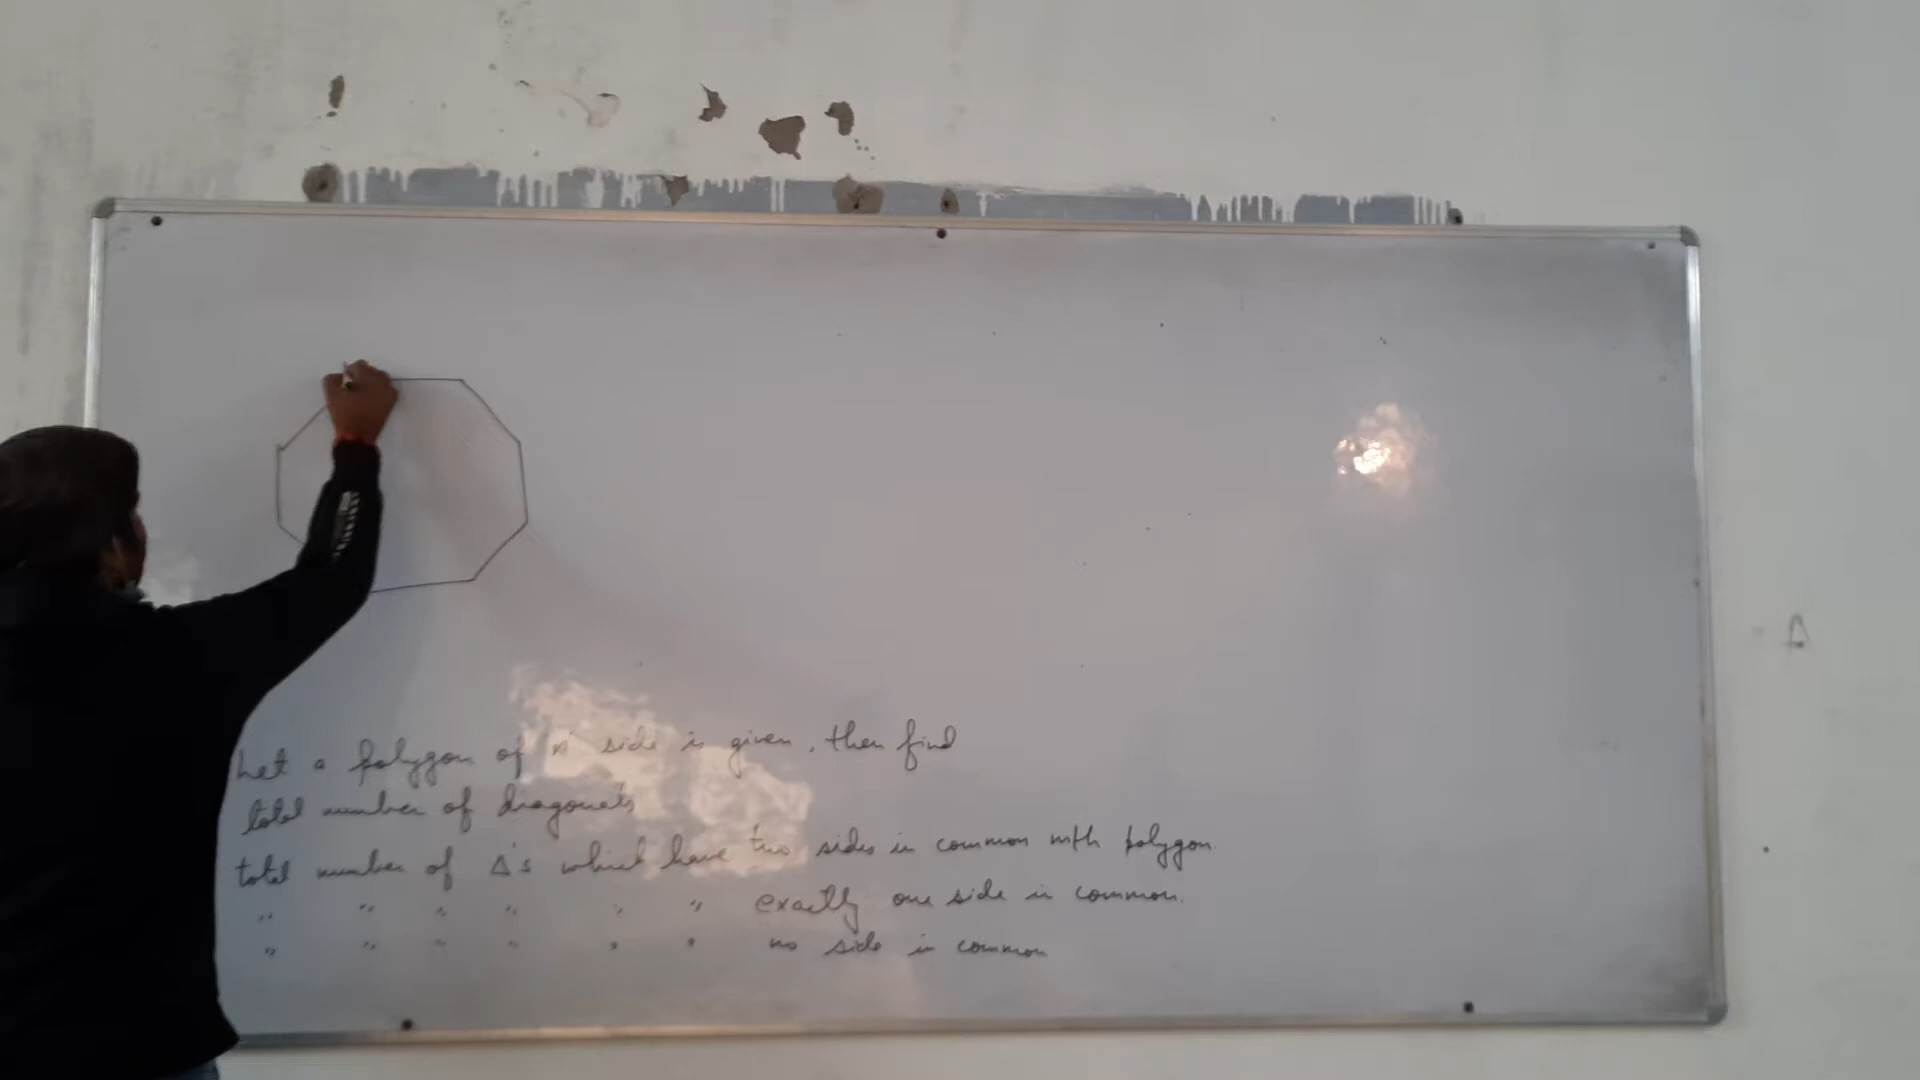 Let a polygon of 'n' side is given, then find
total number of diagonals
total number of Δ's which have two sides in common with polygon.
" " " " " " exactly one side in common.
" " " " " " no side in common